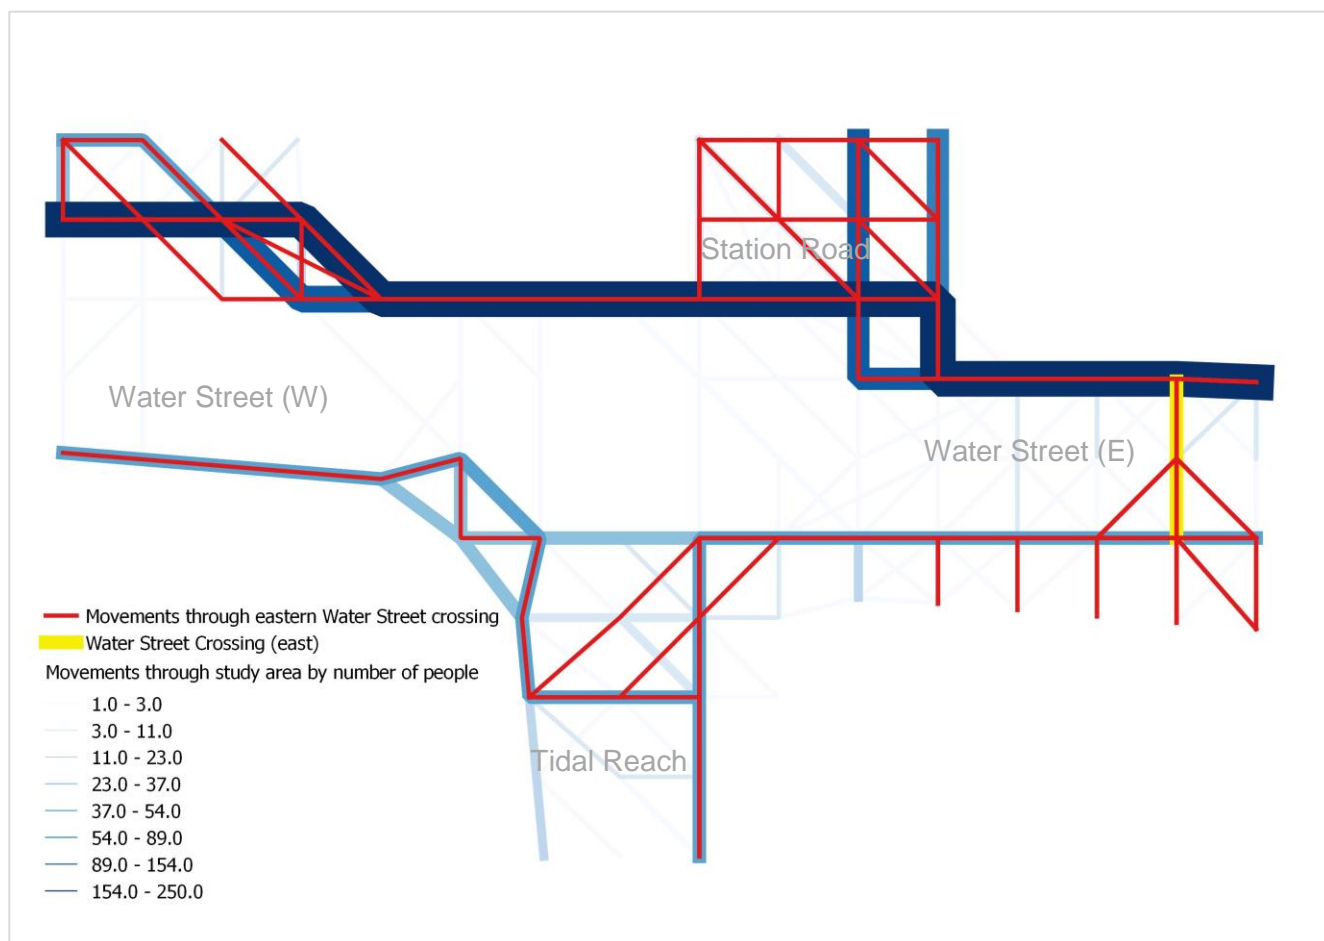 Station Road
Water Street (W)
Water Street (E)
Movements through eastern Water Street crossing
Water Street Crossing (east)
Movements through study area by number of people
1.0 - 3.0
3.0 - 11.0
11.0 - 23.0
23.0 - 37.0
37.0 - 54.0
54.0 - 89.0
89.0 - 154.0
154.0 - 250.0
Tidal Reach